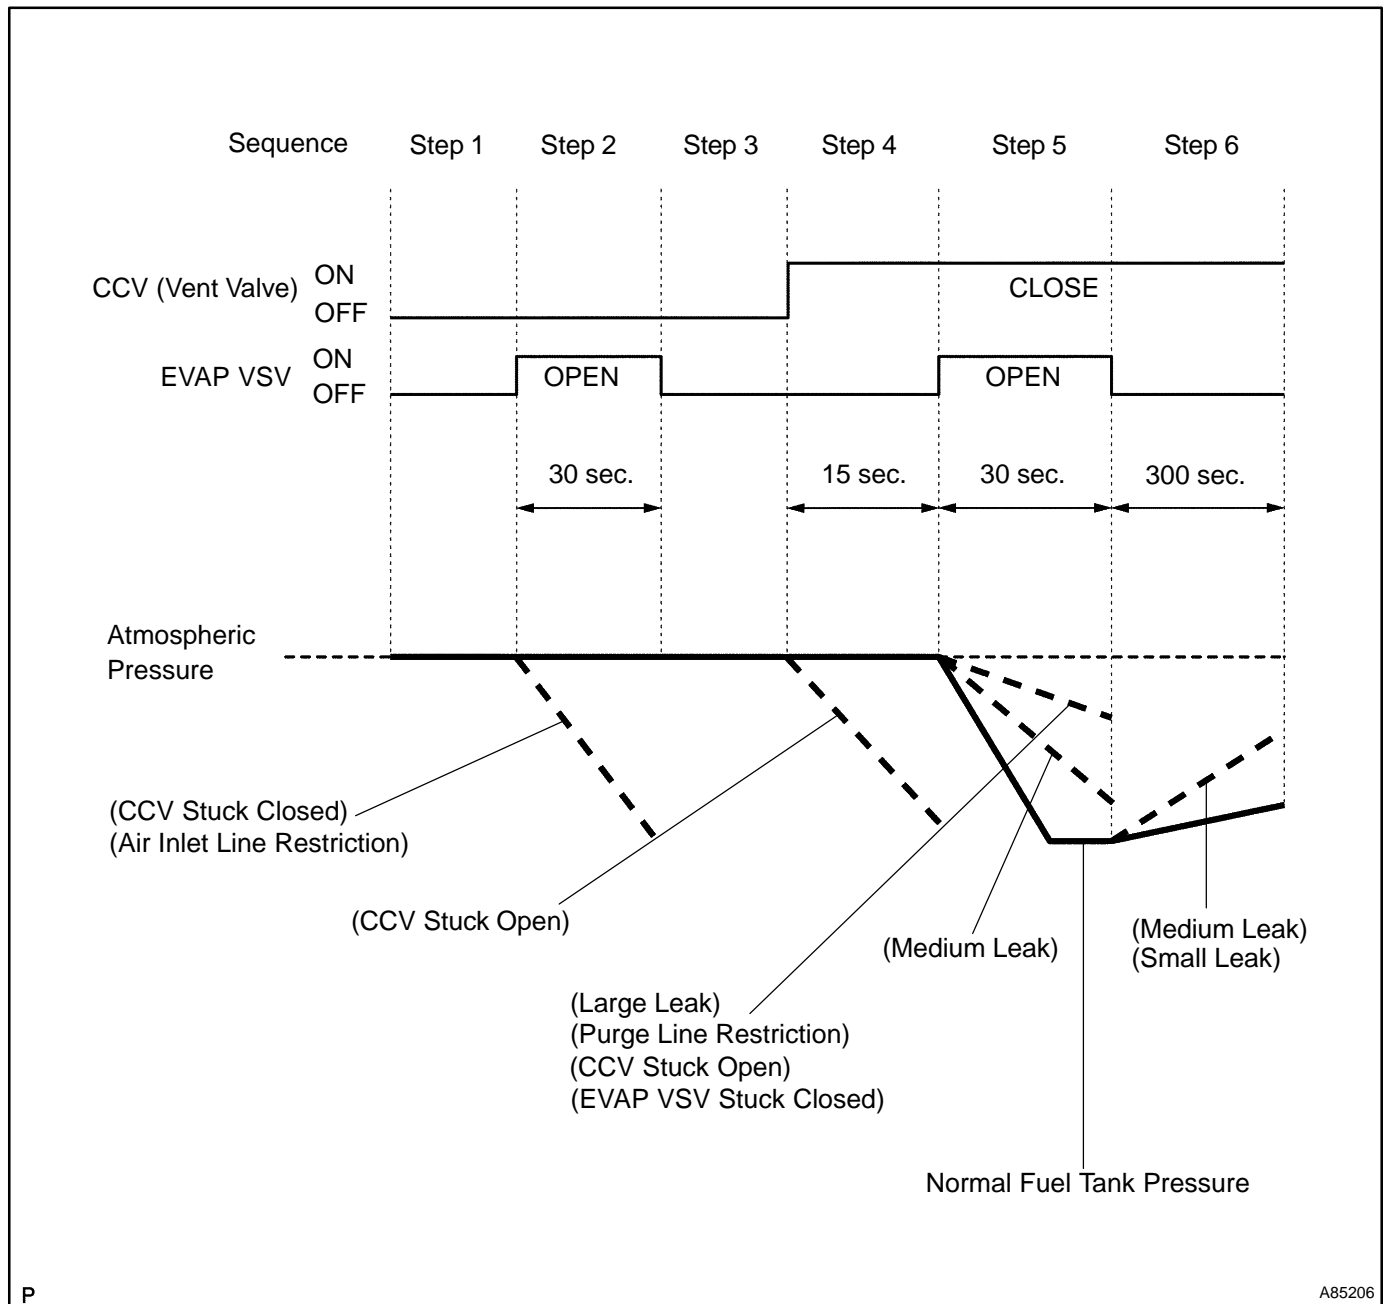 Sequence Step 1 Step 2 Step 3 Step 4 Step 5 Step 6
CCV (Vent Valve) ON
OFF
CLOSE
EVAP VSV ON
OFF
OPEN OPEN
30 sec. 15 sec. 30 sec. 300 sec.
Atmospheric
Pressure
(CCV Stuck Closed)
(Air Inlet Line Restriction)
(CCV Stuck Open)
(Medium Leak)
(Medium Leak)
(Small Leak)
(Large Leak)
(Purge Line Restriction)
(CCV Stuck Open)
(EVAP VSV Stuck Closed)
Normal Fuel Tank Pressure
P
A85206